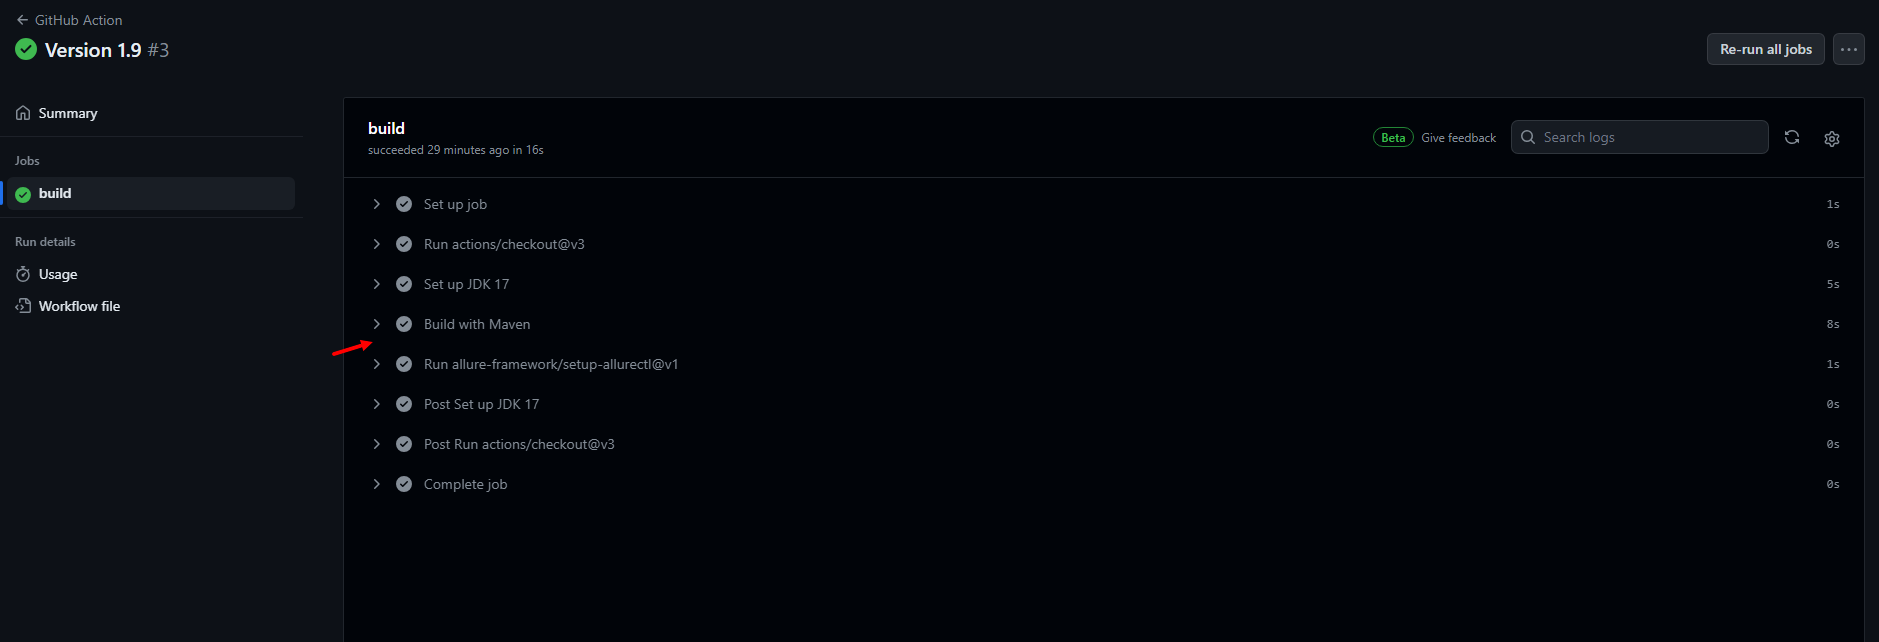 GitHub Action
Version 1.9 #3
Re-run all jobs
Summary
Jobs
build
Run details
Usage
Workflow file
build
succeeded 29 minutes ago in 16s
Beta Give feedback
Search logs
Set up job 1s
Run actions/checkout@v3 0s
Set up JDK 17 5s
Build with Maven 8s
Run allure-framework/setup-allurectl@v1 1s
Post Set up JDK 17 0s
Post Run actions/checkout@v3 0s
Complete job 0s